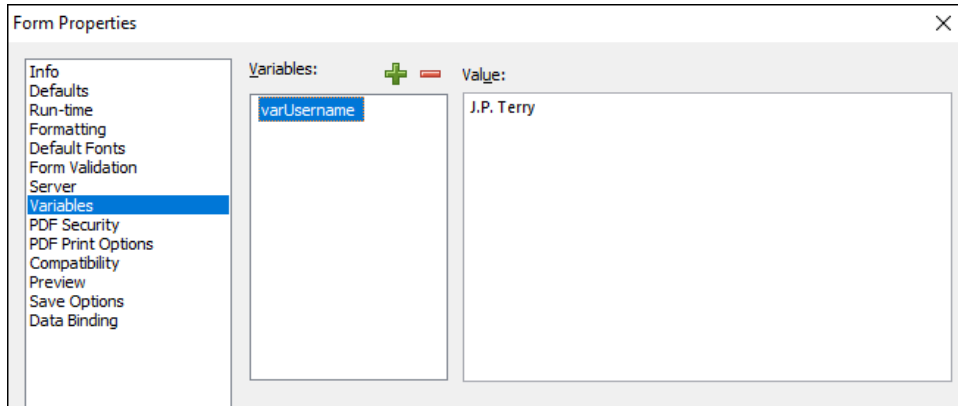 Form Properties
Info
Defaults
Run-time
Formatting
Default Fonts
Form Validation
Server
Variables
PDF Security
PDF Print Options
Compatibility
Preview
Save Options
Data Binding
Variables:
varUsername
Value:
J.P. Terry